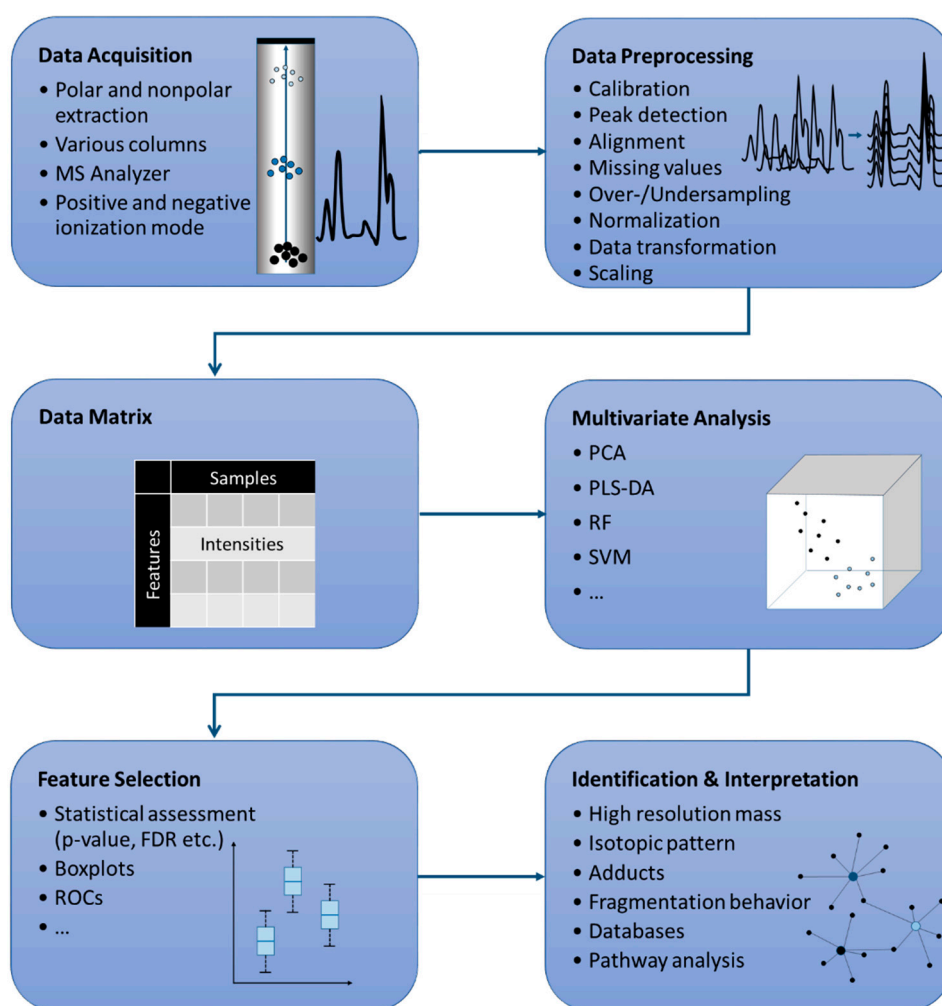 Data Acquisition
• Polar and nonpolar
extraction
• Various columns
• MS Analyzer
• Positive and negative
ionization mode
Data Preprocessing
• Calibration
• Peak detection
• Alignment
• Missing values
• Over-/Undersampling
• Normalization
• Data transformation
• Scaling
Data Matrix
Samples
Features
Intensities
Multivariate Analysis
• PCA
• PLS-DA
• RF
• SVM
• ...
Feature Selection
• Statistical assessment
(p-value, FDR etc.)
• Boxplots
• ROCs
• ...
Identification & Interpretation
• High resolution mass
• Isotopic pattern
• Adducts
• Fragmentation behavior
• Databases
• Pathway analysis